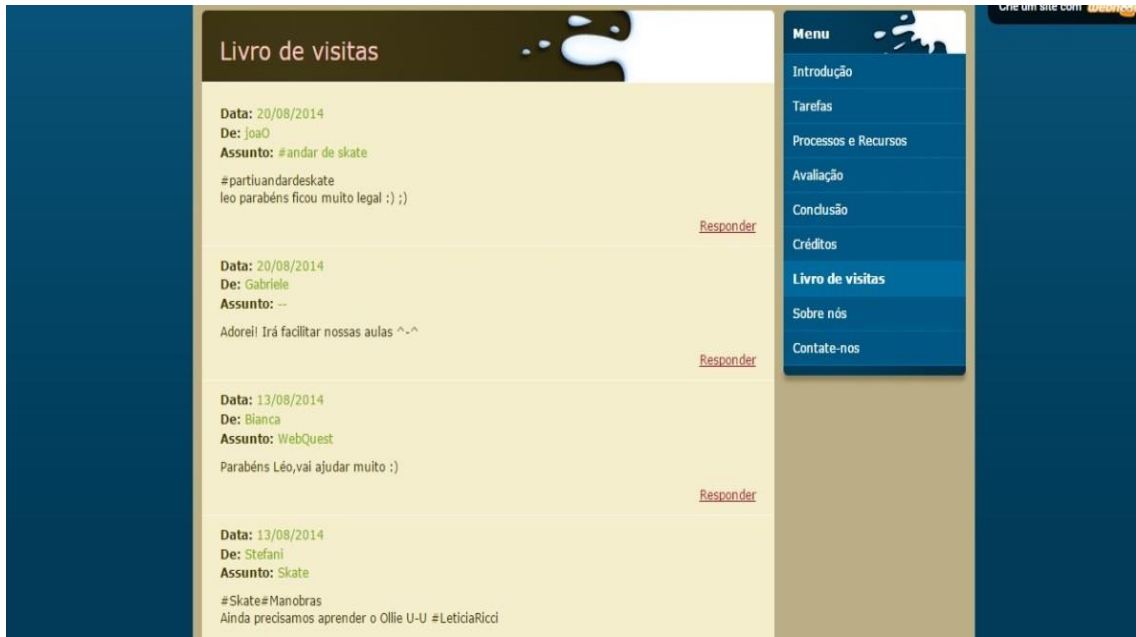 Crie um site com webnode
Livro de visitas
Data: 20/08/2014
De: joaO
Assunto: #andar de skate
#partiuandardeskate
leo parabéns ficou muito legal :) ;)
Responder
Data: 20/08/2014
De: Gabriele
Assunto: --
Adorei! Irá facilitar nossas aulas ^-^
Responder
Data: 13/08/2014
De: Bianca
Assunto: WebQuest
Parabéns Léo,vai ajudar muito :)
Responder
Data: 13/08/2014
De: Stefani
Assunto: Skate
#Skate#Manobras
Ainda precisamos aprender o Ollie U-U #LeticiaRicci
Menu
Introdução
Tarefas
Processos e Recursos
Avaliação
Conclusão
Créditos
Livro de visitas
Sobre nós
Contate-nos